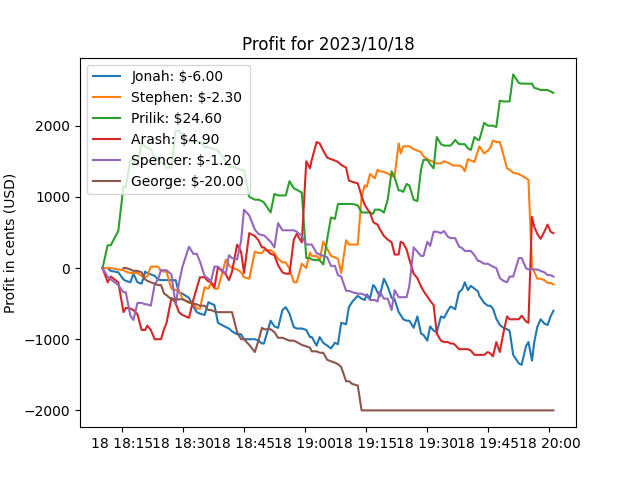 Profit for 2023/10/18
Jonah: $-6.00
Stephen: $-2.30
Prilik: $24.60
Arash: $4.90
Spencer: $-1.20
George: $-20.00
Profit in cents (USD)
2000
1000
0
−1000
−2000
18 18:15 18 18:30 18 18:45 18 19:00 18 19:15 18 19:30 18 19:45 18 20:00